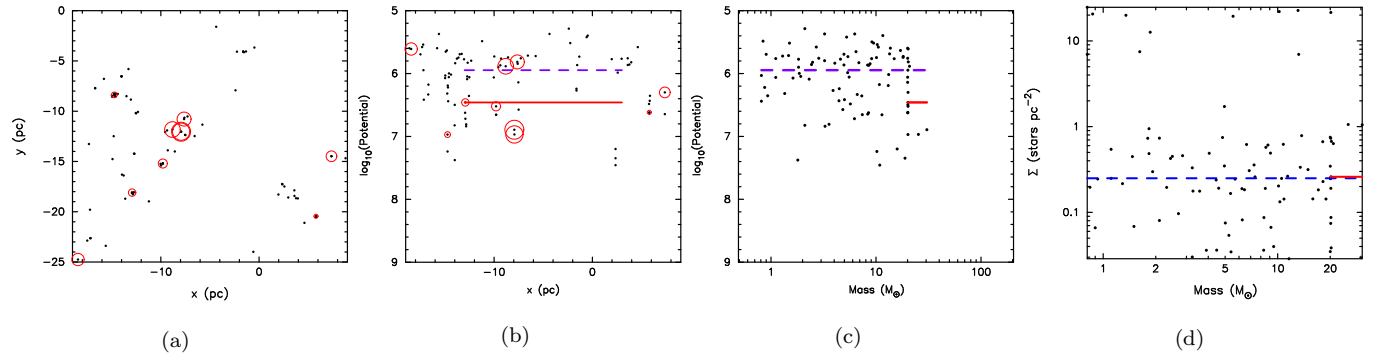 0
−5
−10
−15
−20
−25
−10
0
y (pc)
x (pc)
(a)
5
6
7
8
9
−10
0
log₁₀(Potential)
x (pc)
(b)
5
6
7
8
9
1
10
100
log₁₀(Potential)
Mass (M☉)
(c)
10
1
0.1
1
2
5
10
20
Σ (stars pc⁻²)
Mass (M☉)
(d)